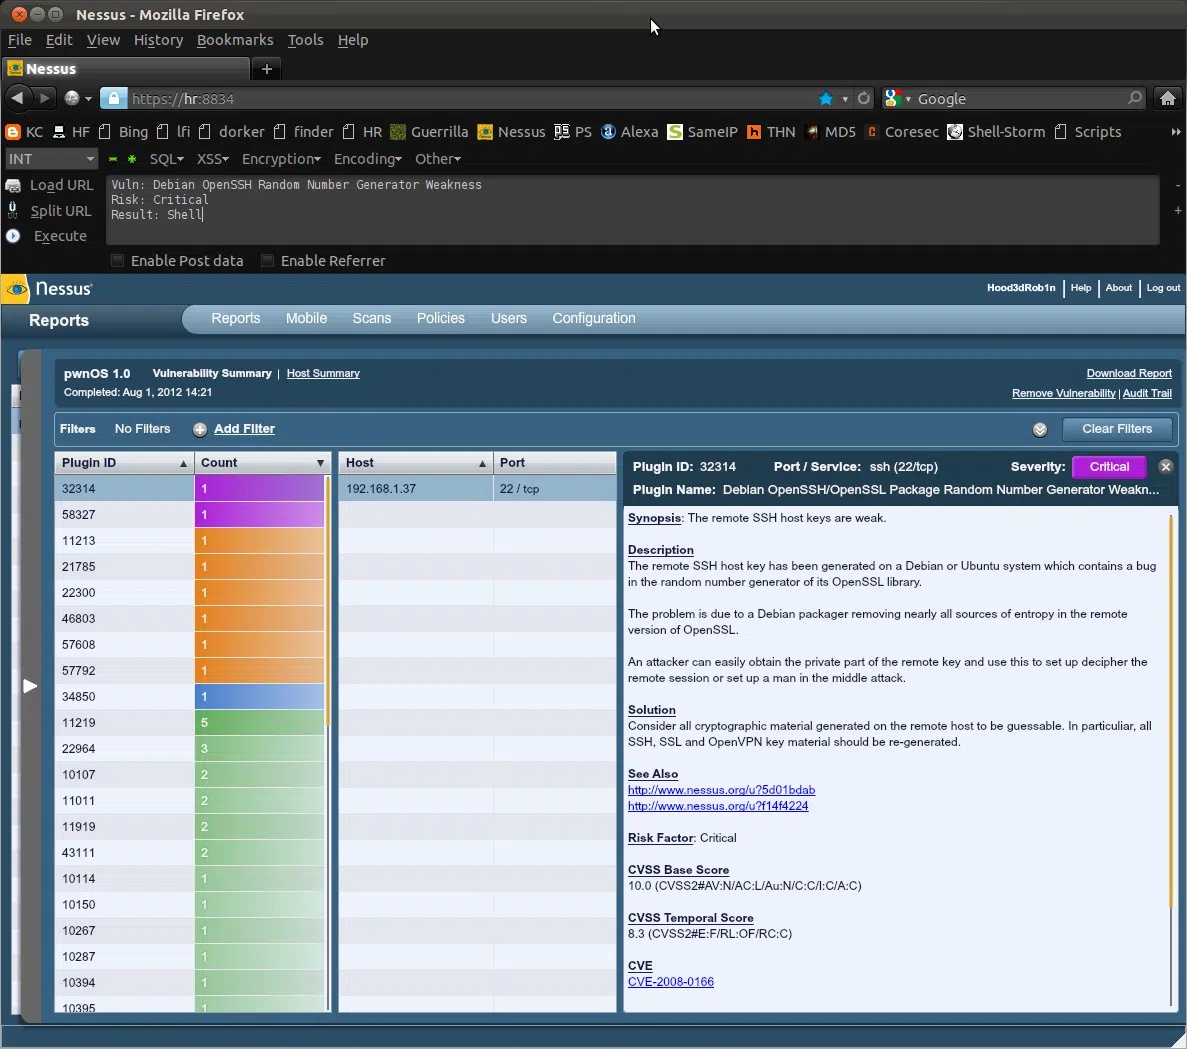 Nessus - Mozilla Firefox
File Edit View History Bookmarks Tools Help
Nessus +
https://hr:8834 Google
KC HF Bing lfi dorker finder HR Guerrilla Nessus PS Alexa SameIP THN MD5 Coresec Shell-Storm Scripts
INT SQL XSS Encryption Encoding Other
Load URL
Split URL
Execute
Vuln: Debian OpenSSH Random Number Generator Weakness
Risk: Critical
Result: Shell
Enable Post data Enable Referrer
Nessus
Hood3dRob1n | Help | About | Log out
Reports
Reports Mobile Scans Policies Users Configuration
pwnOS 1.0 Vulnerability Summary | Host Summary Download Report
Completed: Aug 1, 2012 14:21 Remove Vulnerability | Audit Trail
Filters No Filters Add Filter Clear Filters
Plugin ID Count
32314 1
58327 1
11213 1
21785 1
22300 1
46803 1
57608 1
57792 1
34850 1
11219 5
22964 3
10107 2
11011 2
11919 2
43111 2
10114 1
10150 1
10267 1
10287 1
10394 1
10395 1
Host Port
192.168.1.37 22 / tcp
Plugin ID: 32314 Port / Service: ssh (22/tcp) Severity: Critical
Plugin Name: Debian OpenSSH/OpenSSL Package Random Number Generator Weakn...
Synopsis: The remote SSH host keys are weak.
Description
The remote SSH host key has been generated on a Debian or Ubuntu system which contains a bug
in the random number generator of its OpenSSL library.
The problem is due to a Debian packager removing nearly all sources of entropy in the remote
version of OpenSSL.
An attacker can easily obtain the private part of the remote key and use this to set up decipher the
remote session or set up a man in the middle attack.
Solution
Consider all cryptographic material generated on the remote host to be guessable. In particuliar, all
SSH, SSL and OpenVPN key material should be re-generated.
See Also
http://www.nessus.org/u?5d01bdab
http://www.nessus.org/u?f14f4224
Risk Factor: Critical
CVSS Base Score
10.0 (CVSS2#AV:N/AC:L/Au:N/C:C/I:C/A:C)
CVSS Temporal Score
8.3 (CVSS2#E:F/RL:OF/RC:C)
CVE
CVE-2008-0166